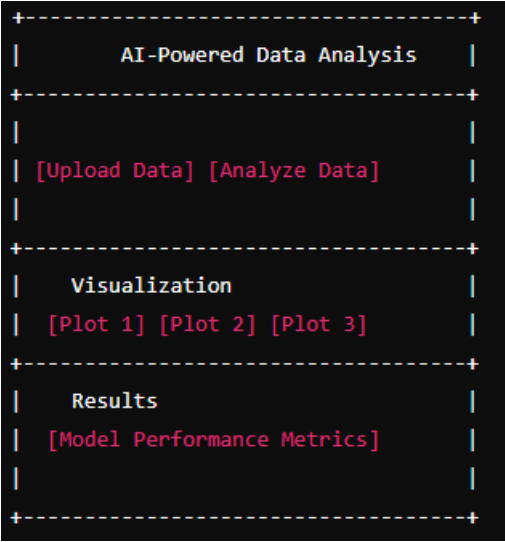 +------------------------------------+
| AI-Powered Data Analysis |
+------------------------------------+
| |
| [Upload Data] [Analyze Data] |
| |
+------------------------------------+
| Visualization |
| [Plot 1] [Plot 2] [Plot 3] |
+------------------------------------+
| Results |
| [Model Performance Metrics] |
| |
+------------------------------------+